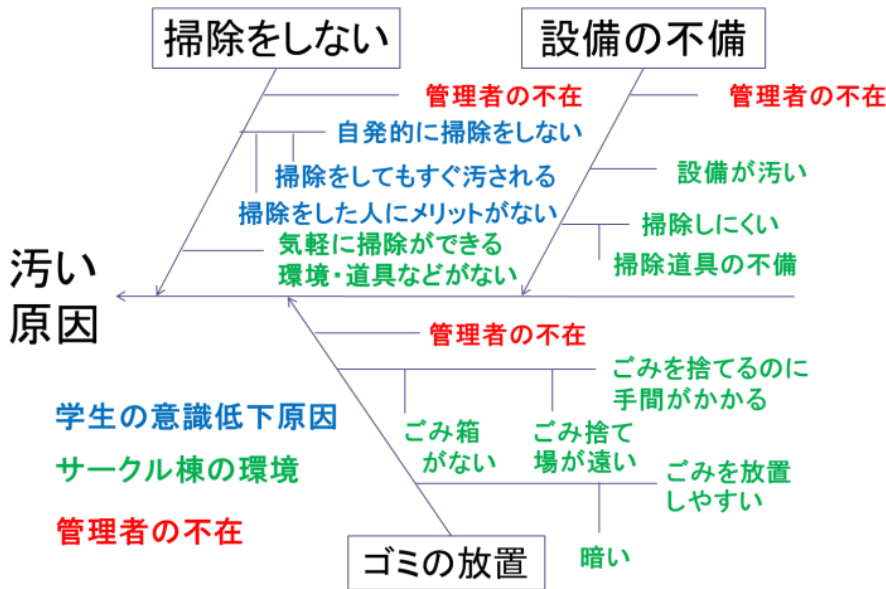 掃除をしない
設備の不備
管理者の不在
自発的に掃除をしない
掃除をしてもすぐ汚される
掃除をした人にメリットがない
気軽に掃除ができる
環境・道具などがない
管理者の不在
設備が汚い
掃除しにくい
掃除道具の不備
汚い
原因
管理者の不在
ごみを捨てるのに
手間がかかる
ごみ箱
がない
ごみ捨て
場が遠い
ごみを放置
しやすい
暗い
ゴミの放置
学生の意識低下原因
サークル棟の環境
管理者の不在